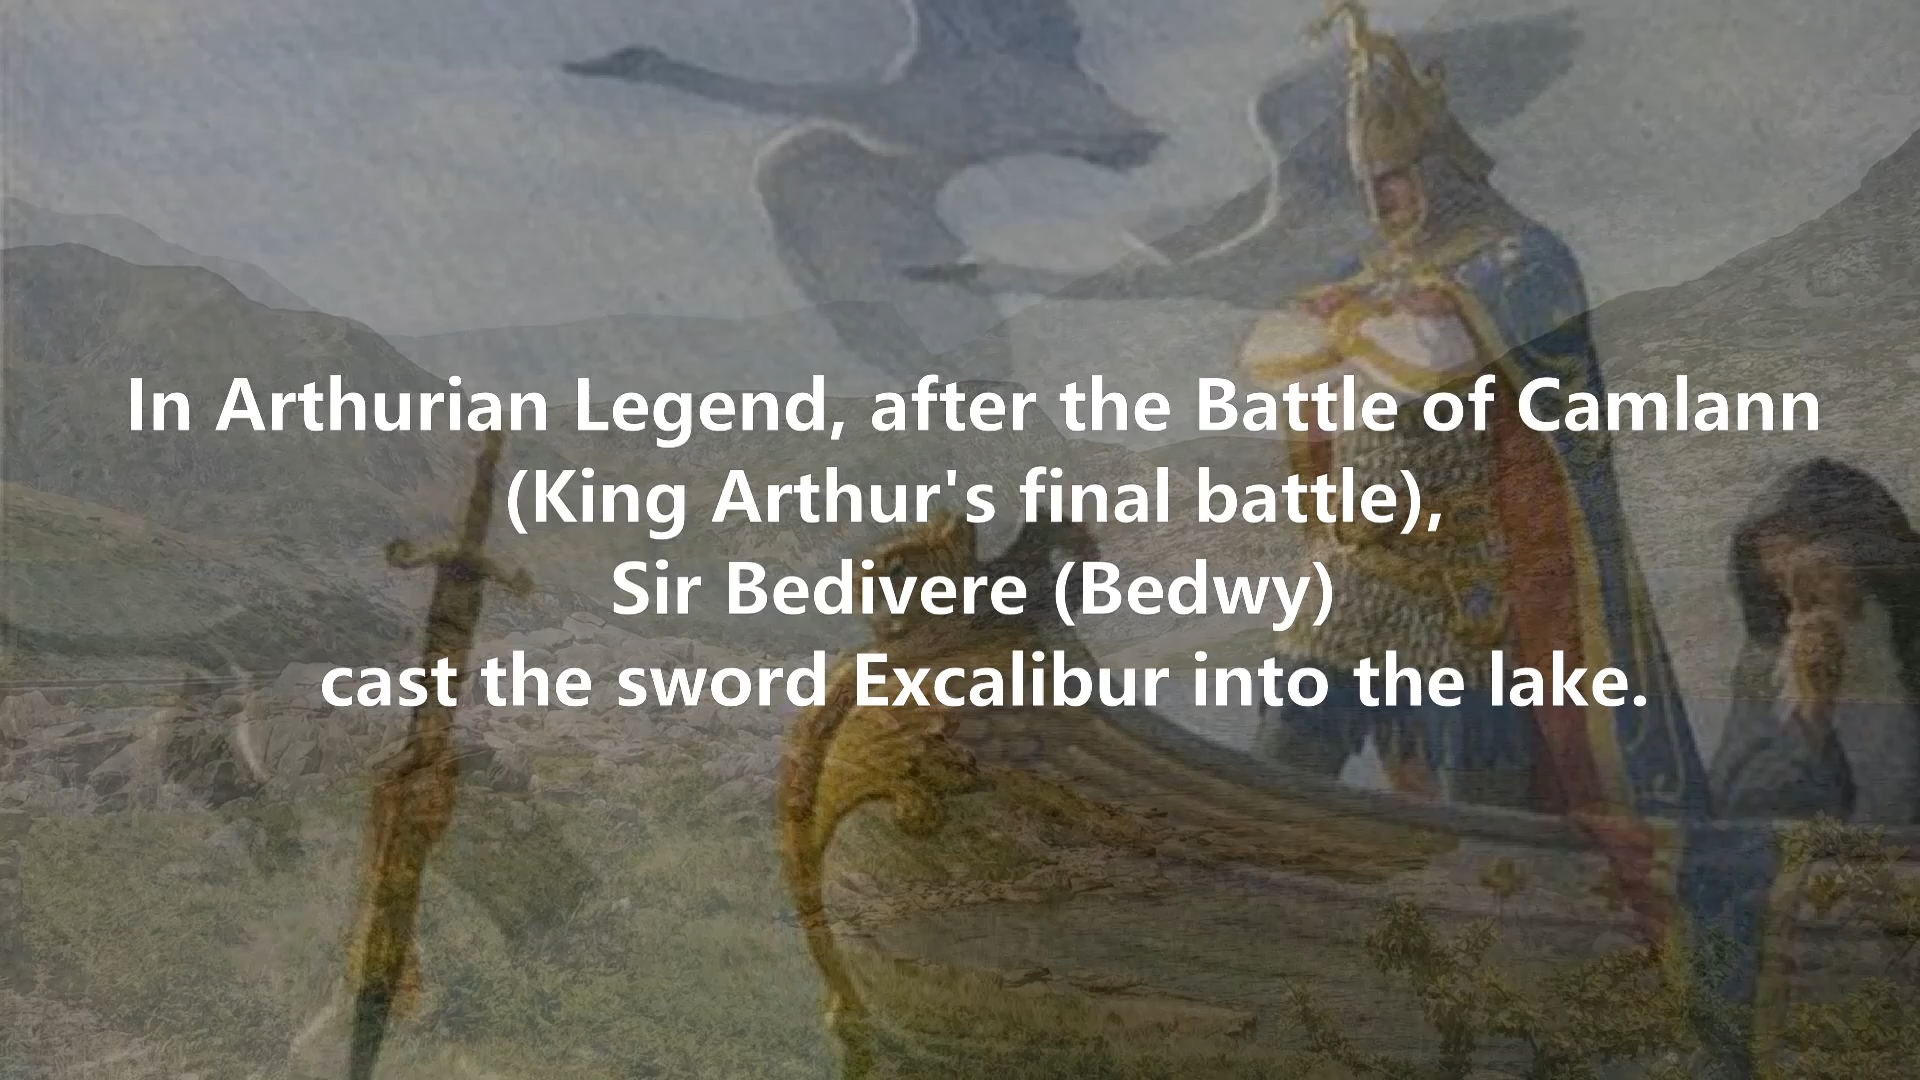 In Arthurian Legend, after the Battle of Camlann
(King Arthur's final battle),
Sir Bedivere (Bedwy)
cast the sword Excalibur into the lake.